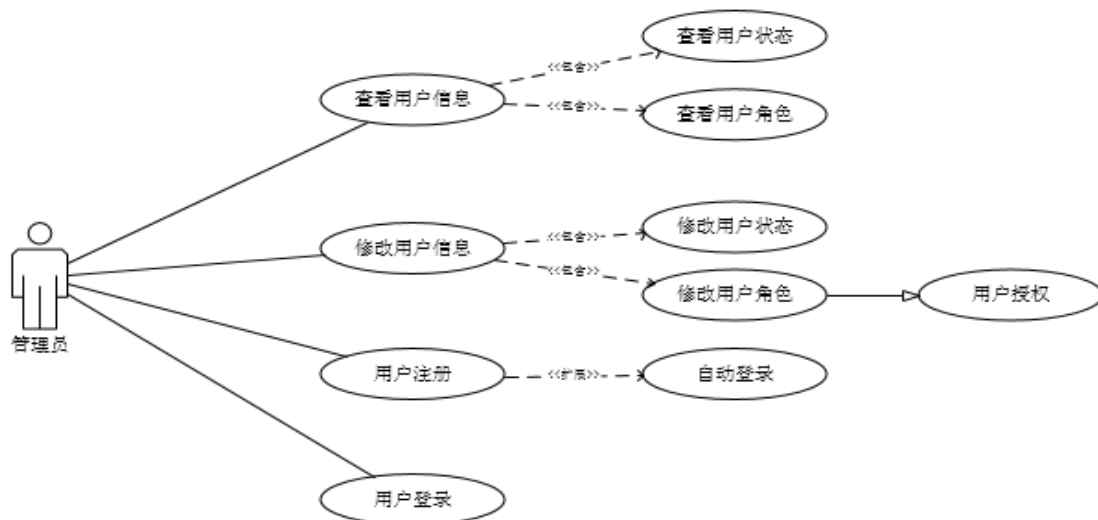 查看用户状态
<<包含>>
查看用户信息
<<包含>>
查看用户角色
修改用户状态
<<包含>>
修改用户信息
<<包含>>
修改用户角色
用户授权
管理员
用户注册
<<扩展>>
自动登录
用户登录